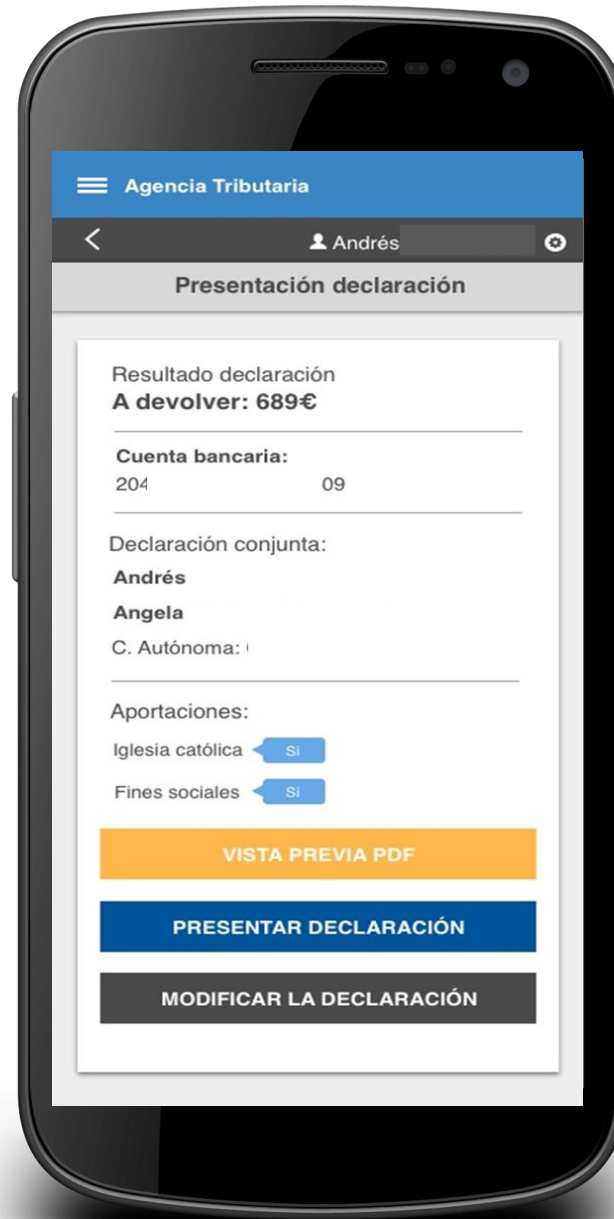 Agencia Tributaria
Andrés
Presentación declaración
Resultado declaración
A devolver: 689€
Cuenta bancaria:
204 09
Declaración conjunta:
Andrés
Angela
C. Autónoma:
Aportaciones:
Iglesia católica Sí
Fines sociales Sí
VISTA PREVIA PDF
PRESENTAR DECLARACIÓN
MODIFICAR LA DECLARACIÓN